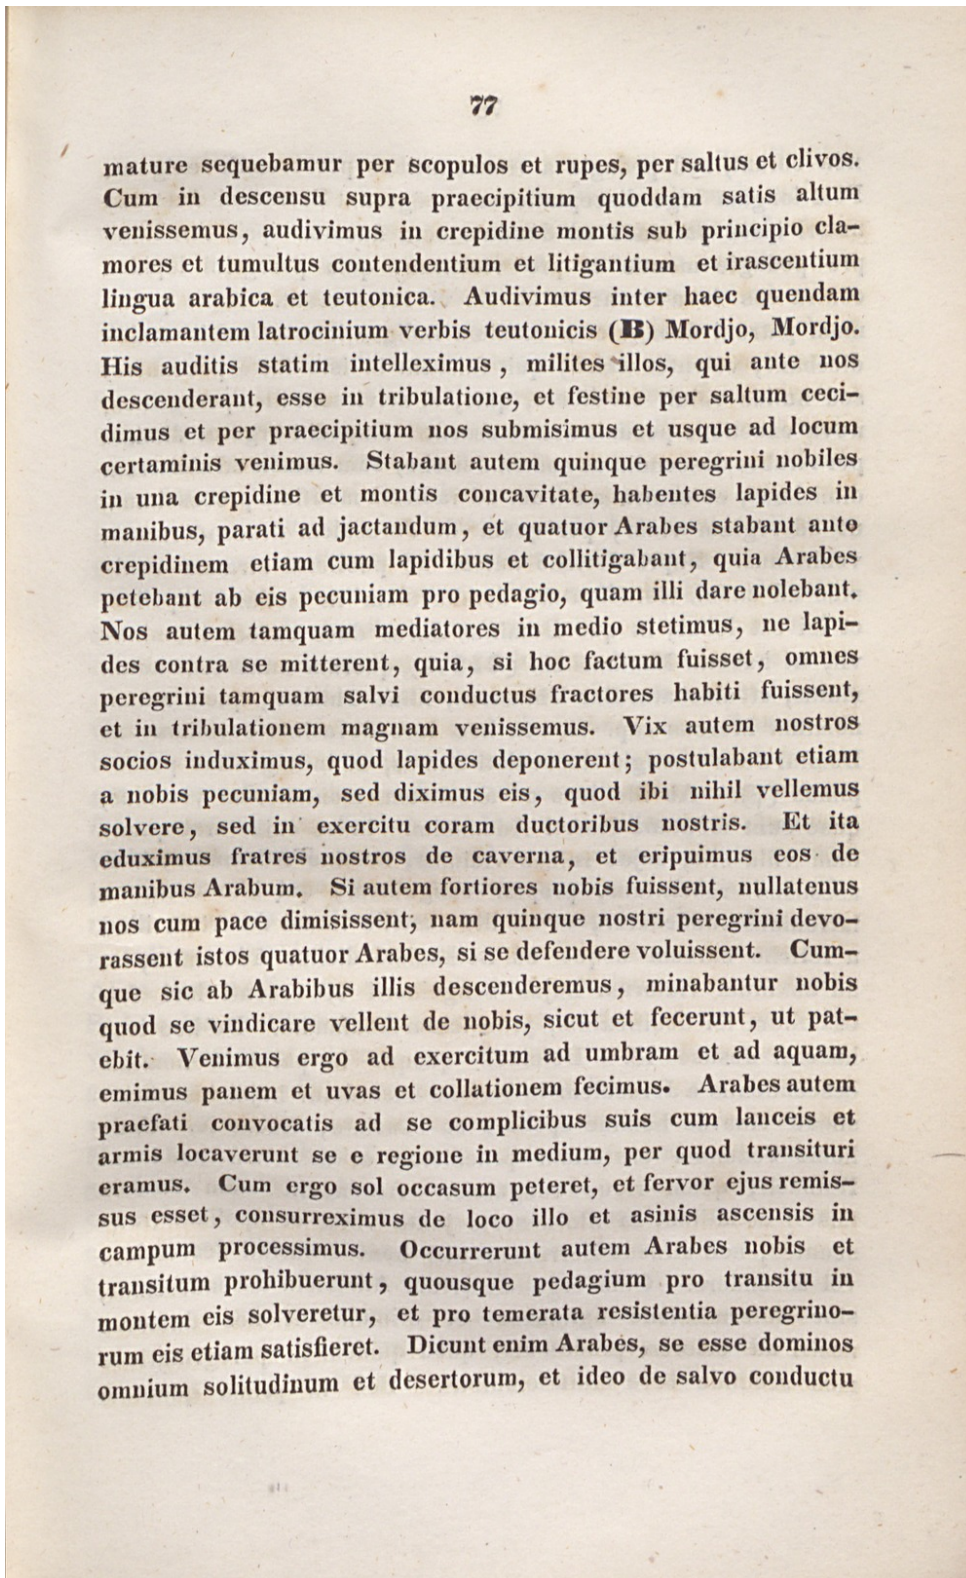 77
mature sequebamur per scopulos et rupes, per saltus et clivos.
Cum in descensu supra praecipitium quoddam satis altum
venissemus, audivimus in crepidine montis sub principio cla-
mores et tumultus contendentium et litigantium et irascentium
lingua arabica et teutonica. Audivimus inter haec quendam
inclamantem latrocinium verbis teutonicis (B) Mordjo, Mordjo.
His auditis statim intelleximus, milites illos, qui ante nos
descenderant, esse in tribulatione, et festine per saltum ceci-
dimus et per praecipitium nos submisimus et usque ad locum
certaminis venimus. Stabant autem quinque peregrini nobiles
in una crepidine et montis concavitate, habentes lapides in
manibus, parati ad jactandum, et quatuor Arabes stabant ante
crepidinem etiam cum lapidibus et collitigabant, quia Arabes
petebant ab eis pecuniam pro pedagio, quam illi dare nolebant.
Nos autem tamquam mediatores in medio stetimus, ne lapi-
des contra se mitterent, quia, si hoc factum fuisset, omnes
peregrini tamquam salvi conductus fractores habiti fuissent,
et in tribulationem magnam venissemus. Vix autem nostros
socios induximus, quod lapides deponerent; postulabant etiam
a nobis pecuniam, sed diximus eis, quod ibi nihil vellemus
solvere, sed in exercitu coram ductoribus nostris. Et ita
eduximus fratres nostros de caverna, et eripuimus eos de
manibus Arabum. Si autem fortiores nobis fuissent, nullatenus
nos cum pace dimisissent, nam quinque nostri peregrini devo-
rassent istos quatuor Arabes, si se defendere voluissent. Cum-
que sic ab Arabibus illis descenderemus, minabantur nobis
quod se vindicare vellent de nobis, sicut et fecerunt, ut pat-
ebit. Venimus ergo ad exercitum ad umbram et ad aquam,
emimus panem et uvas et collationem fecimus. Arabes autem
praefati convocatis ad se complicibus suis cum lanceis et
armis locaverunt se e regione in medium, per quod transituri
eramus. Cum ergo sol occasum peteret, et fervor ejus remis-
sus esset, consurreximus de loco illo et asinis ascensis in
campum processimus. Occurrerunt autem Arabes nobis et
transitum prohibuerunt, quousque pedagium pro transitu in
montem eis solveretur, et pro temerata resistentia peregrino-
rum eis etiam satisfieret. Dicunt enim Arabes, se esse dominos
omnium solitudinum et desertorum, et ideo de salvo conductu